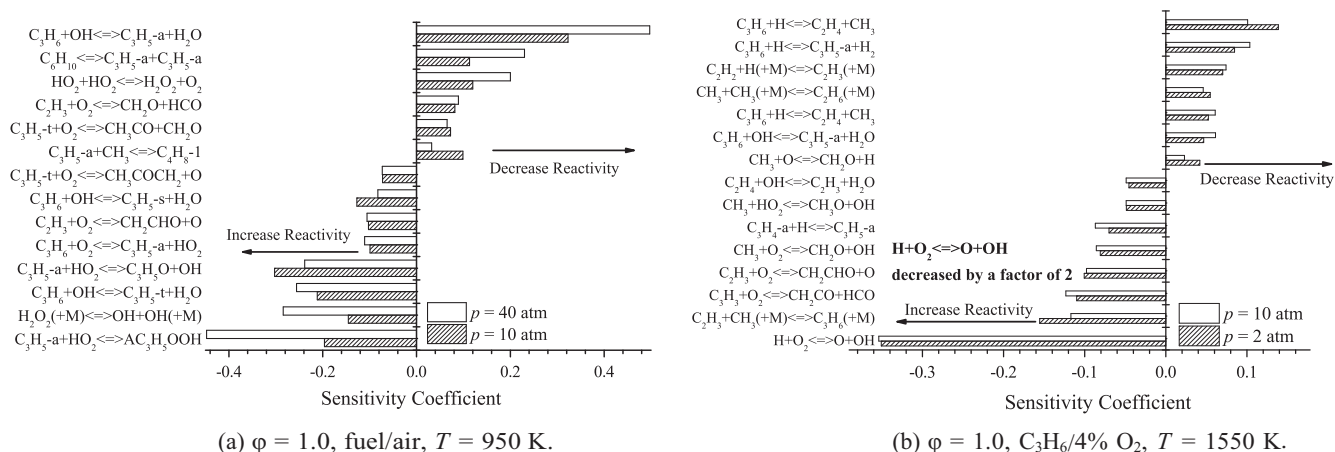 C₃H₆+OH<=>C₃H₅-a+H₂O
C₆H₁₀<=>C₃H₅-a+C₃H₅-a
HO₂+HO₂<=>H₂O₂+O₂
C₂H₃+O₂<=>CH₂O+HCO
C₃H₅-t+O₂<=>CH₃CO+CH₂O
C₃H₅-a+CH₃<=>C₄H₈-1
C₃H₅-t+O₂<=>CH₃COCH₂+O
C₃H₆+OH<=>C₃H₅-s+H₂O
C₂H₃+O₂<=>CH₂CHO+O
C₃H₆+O₂<=>C₃H₅-a+HO₂
C₃H₅-a+HO₂<=>C₃H₅O+OH
C₃H₆+OH<=>C₃H₅-t+H₂O
H₂O₂(+M)<=>OH+OH(+M)
C₃H₅-a+HO₂<=>AC₃H₅OOH
Decrease Reactivity
Increase Reactivity
p = 40 atm
p = 10 atm
-0.4 -0.2 0.0 0.2 0.4
Sensitivity Coefficient
(a) φ = 1.0, fuel/air, T = 950 K.
C₃H₆+H<=>C₂H₄+CH₃
C₃H₆+H<=>C₃H₅-a+H₂
C₂H₂+H(+M)<=>C₂H₃(+M)
CH₃+CH₃(+M)<=>C₂H₆(+M)
C₃H₆+H<=>C₂H₄+CH₃
C₃H₆+OH<=>C₃H₅-a+H₂O
CH₃+O<=>CH₂O+H
C₂H₄+OH<=>C₂H₃+H₂O
CH₃+HO₂<=>CH₃O+OH
C₃H₄-a+H<=>C₃H₅-a
CH₃+O₂<=>CH₂O+OH
C₂H₃+O₂<=>CH₂CHO+O
C₃H₃+O₂<=>CH₂CO+HCO
C₂H₃+CH₃(+M)<=>C₃H₆(+M)
H+O₂<=>O+OH
Decrease Reactivity
H+O₂<=>O+OH
decreased by a factor of 2
Increase Reactivity
p = 10 atm
p = 2 atm
-0.3 -0.2 -0.1 0.0 0.1
Sensitivity Coefficient
(b) φ = 1.0, C₃H₆/4% O₂, T = 1550 K.